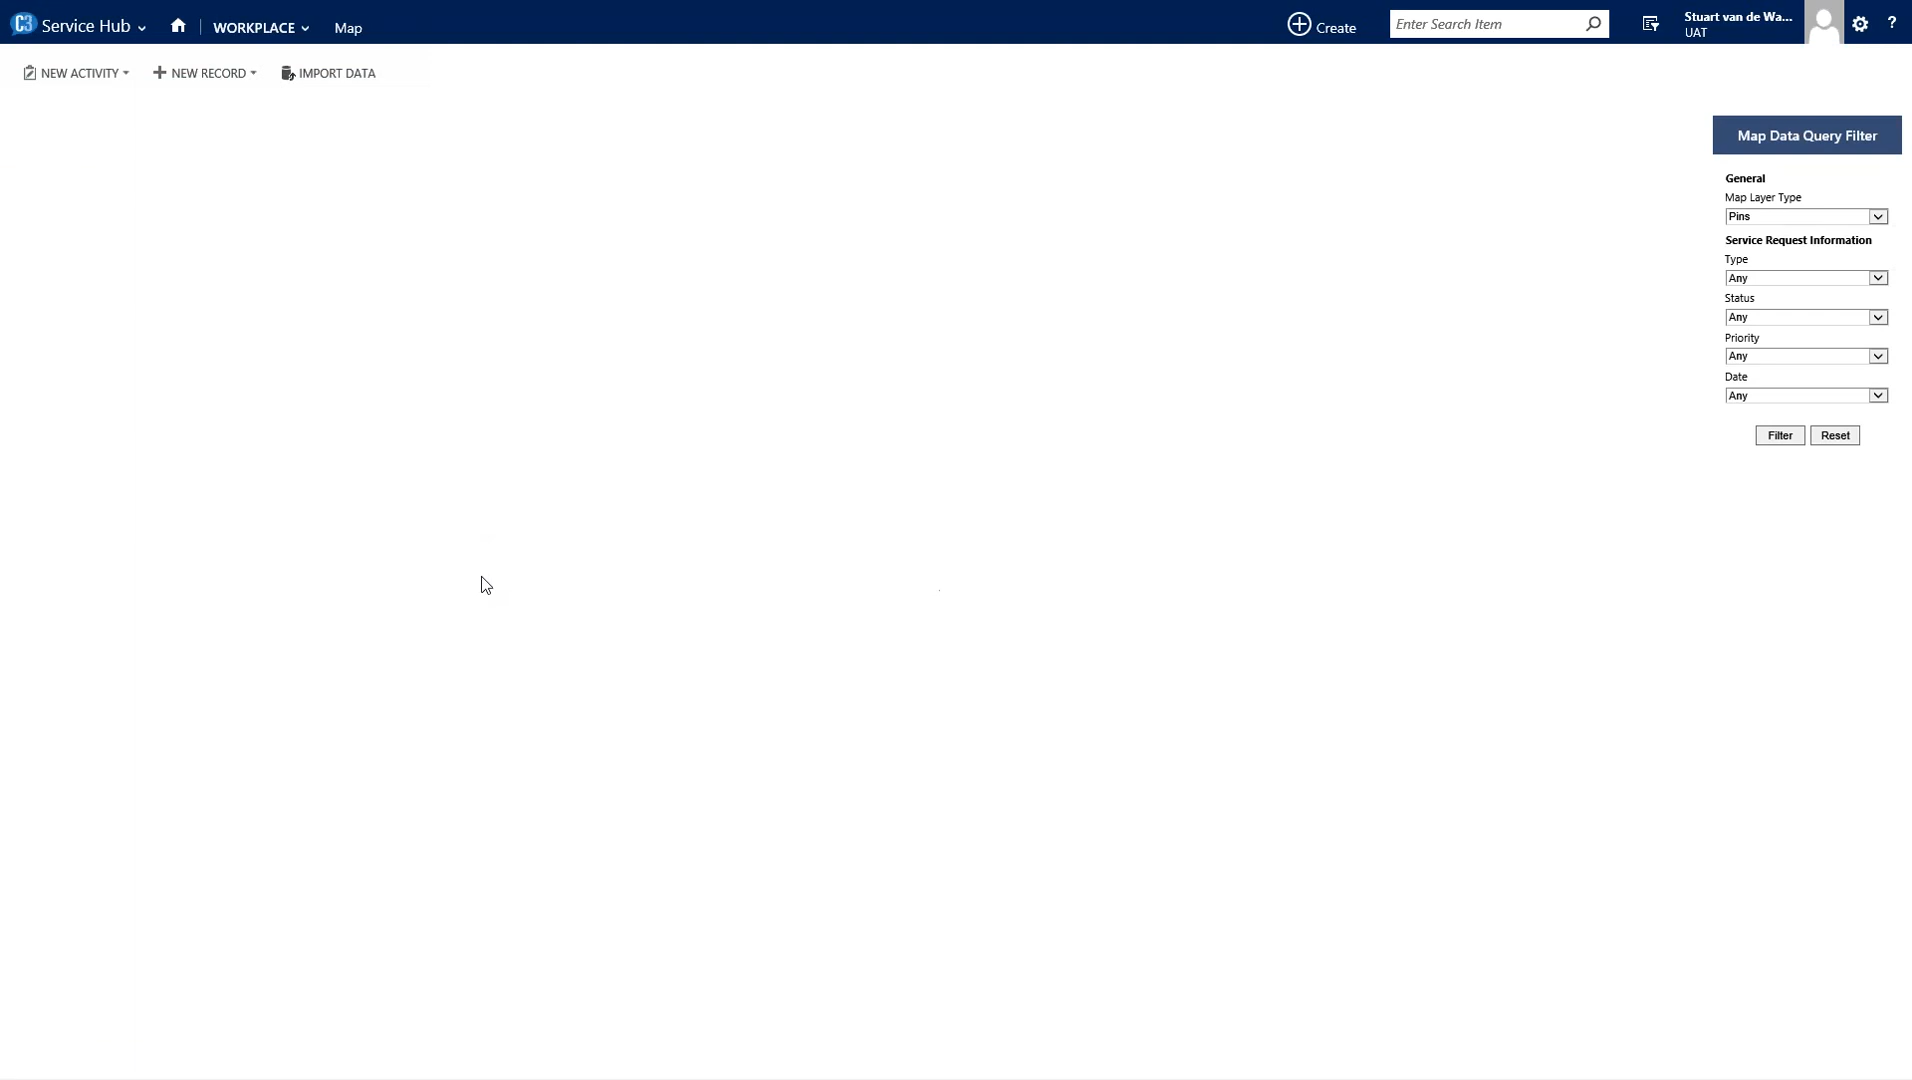 C3 Service Hub WORKPLACE Map Create Enter Search Item Stuart van de Wa... ?
UAT
NEW ACTIVITY NEW RECORD IMPORT DATA
Map Data Query Filter
General
Map Layer Type
Pins
Service Request Information
Type
Any
Status
Any
Priority
Any
Date
Any
Filter Reset